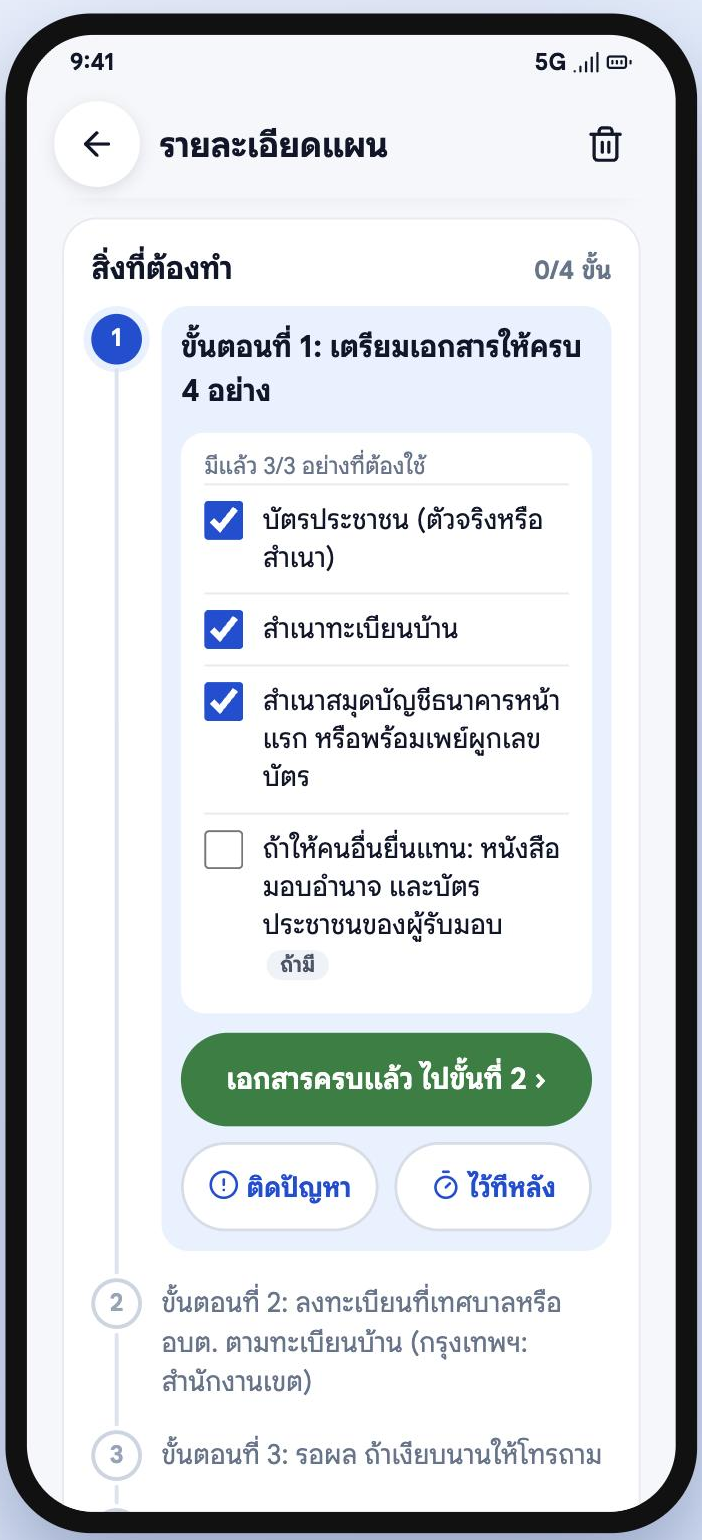 9:41
5G
รายละเอียดแผน
สิ่งที่ต้องทำ
0/4 ขั้น
1
ขั้นตอนที่ 1: เตรียมเอกสารให้ครบ
4 อย่าง
มีแล้ว 3/3 อย่างที่ต้องใช้
บัตรประชาชน (ตัวจริงหรือ
สำเนา)
สำเนาทะเบียนบ้าน
สำเนาสมุดบัญชีธนาคารหน้า
แรก หรือพร้อมเพย์ผูกเลข
บัตร
ถ้าให้คนอื่นยื่นแทน: หนังสือ
มอบอำนาจ และบัตร
ประชาชนของผู้รับมอบ
ถ้ามี
เอกสารครบแล้ว ไปขั้นที่ 2 ›
ติดปัญหา
ไว้ทีหลัง
2
ขั้นตอนที่ 2: ลงทะเบียนที่เทศบาลหรือ
อบต. ตามทะเบียนบ้าน (กรุงเทพฯ:
สำนักงานเขต)
3
ขั้นตอนที่ 3: รอผล ถ้าเงียบนานให้โทรถาม